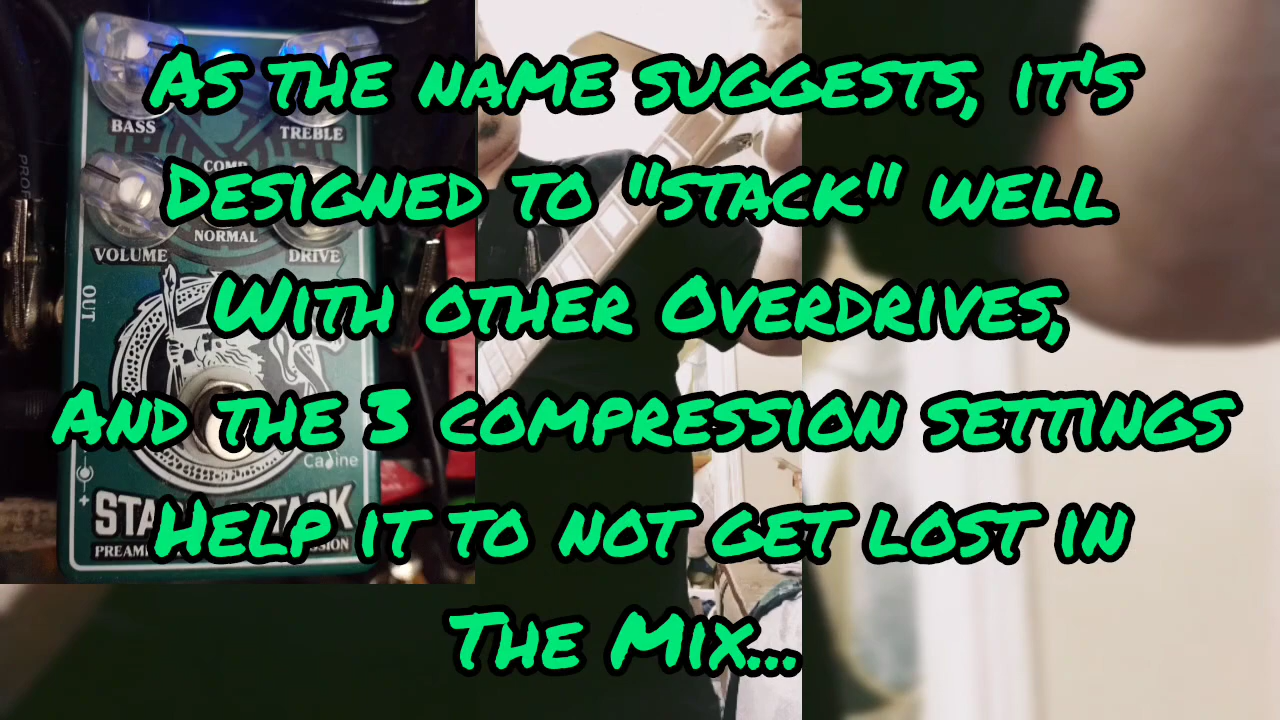 As the name suggests, it's
Designed to "stack" well
With other Overdrives,
And the 3 compression settings
Help it to not get lost in
The Mix...
BASS
TREBLE
COMP
NORMAL
VOLUME
DRIVE
OUT
Caline